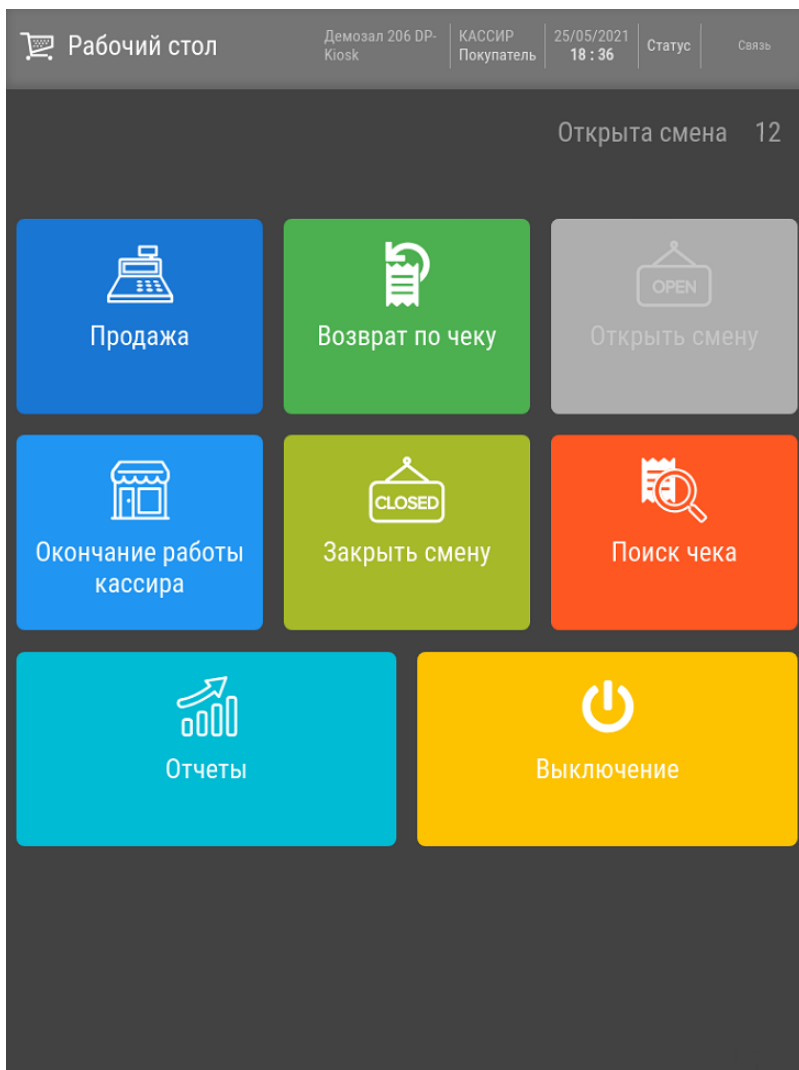 Рабочий стол
Демозал 206 DP-
Kiosk
КАССИР
Покупатель
25/05/2021
18 : 36
Статус
Связь
Открыта смена 12
Продажа
Возврат по чеку
OPEN
Открыть смену
Окончание работы
кассира
CLOSED
Закрыть смену
Поиск чека
Отчеты
Выключение